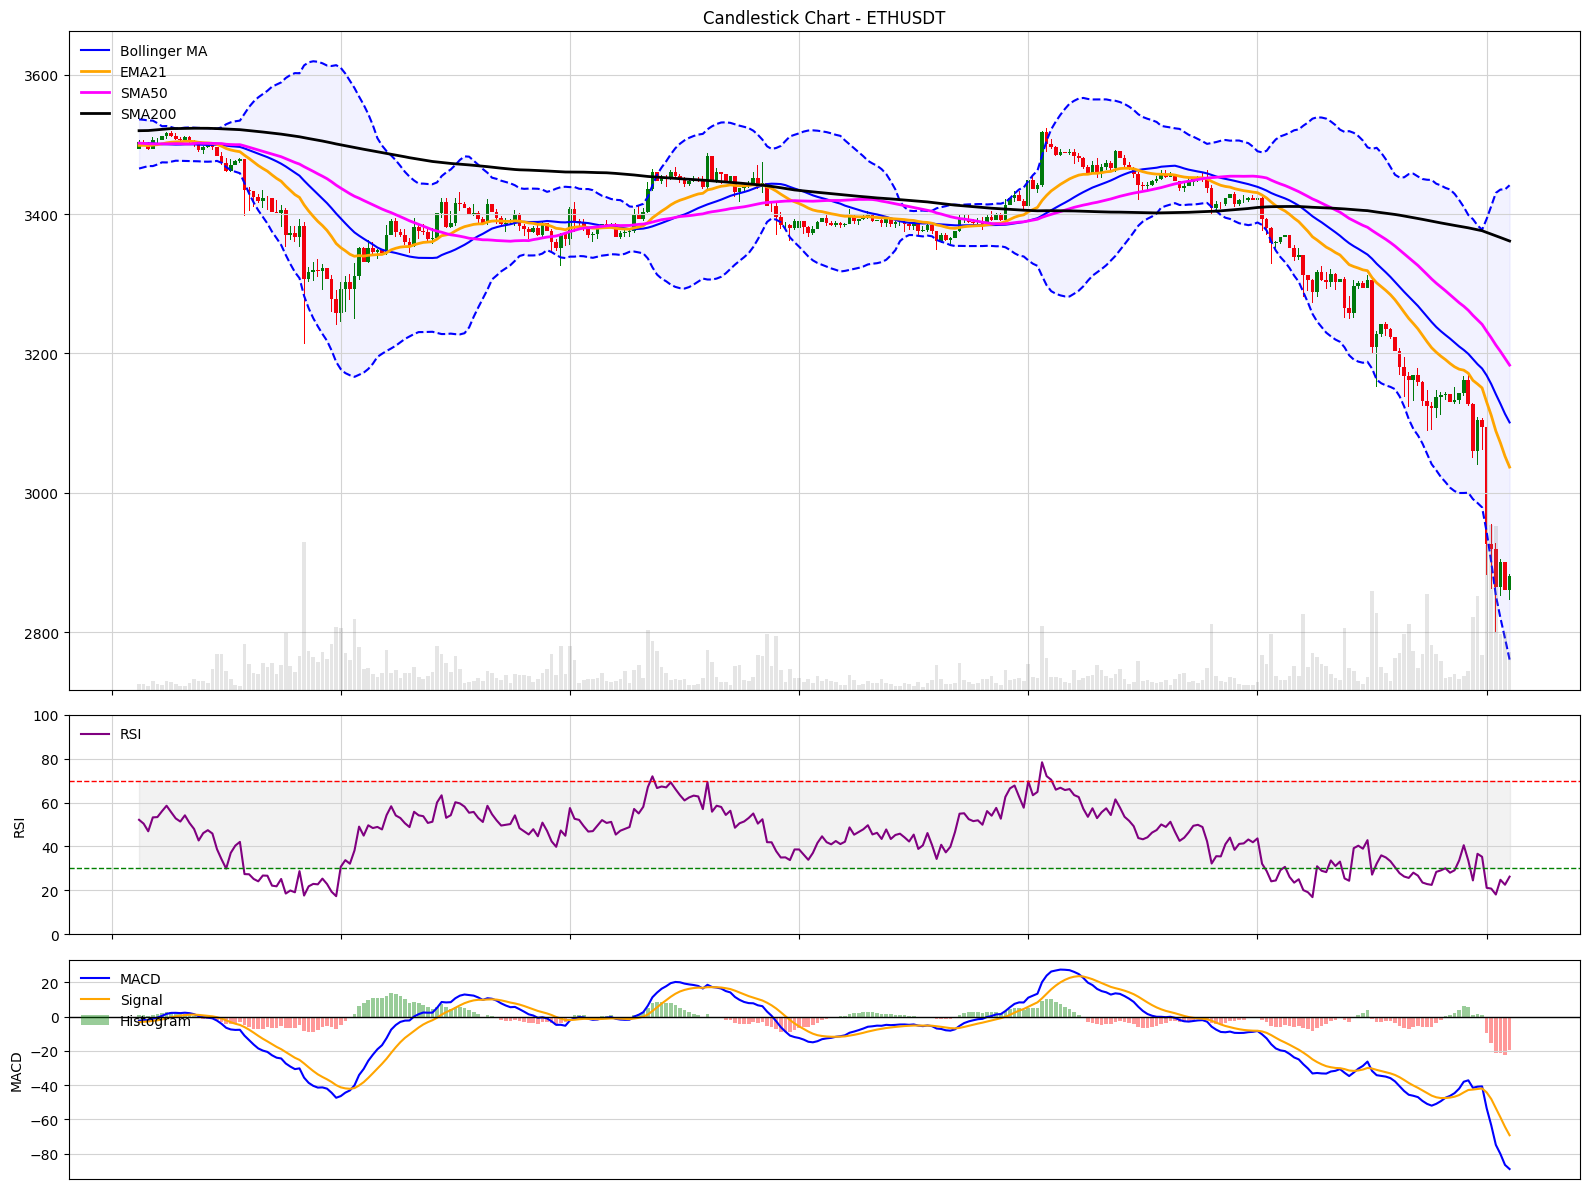 Candlestick Chart - ETHUSDT
Bollinger MA
EMA21
SMA50
SMA200
3600
3400
3200
3000
2800
RSI
100
80
60
40
20
0
RSI
MACD
Signal
Histogram
20
0
−20
−40
−60
−80
MACD